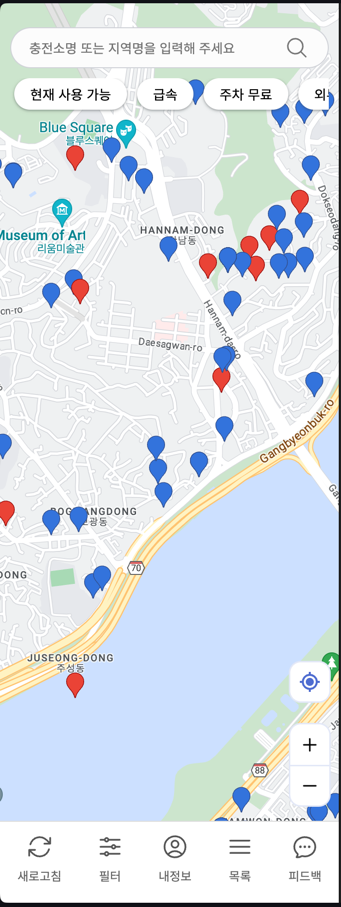 충전소명 또는 지역명을 입력해 주세요
현재 사용 가능
급속
주차 무료
외
Blue Square
블루스퀘어
HANNAM-DONG
한남동
Dokseodang-ro
Museum of Art
리움미술관
Hannam-daero
Daesagwan-ro
Gangbyeonbuk-ro
BOGWANGDONG
보광동
DONG
70
JUSEONG-DONG
주성동
88
새로고침
필터
내정보
목록
피드백